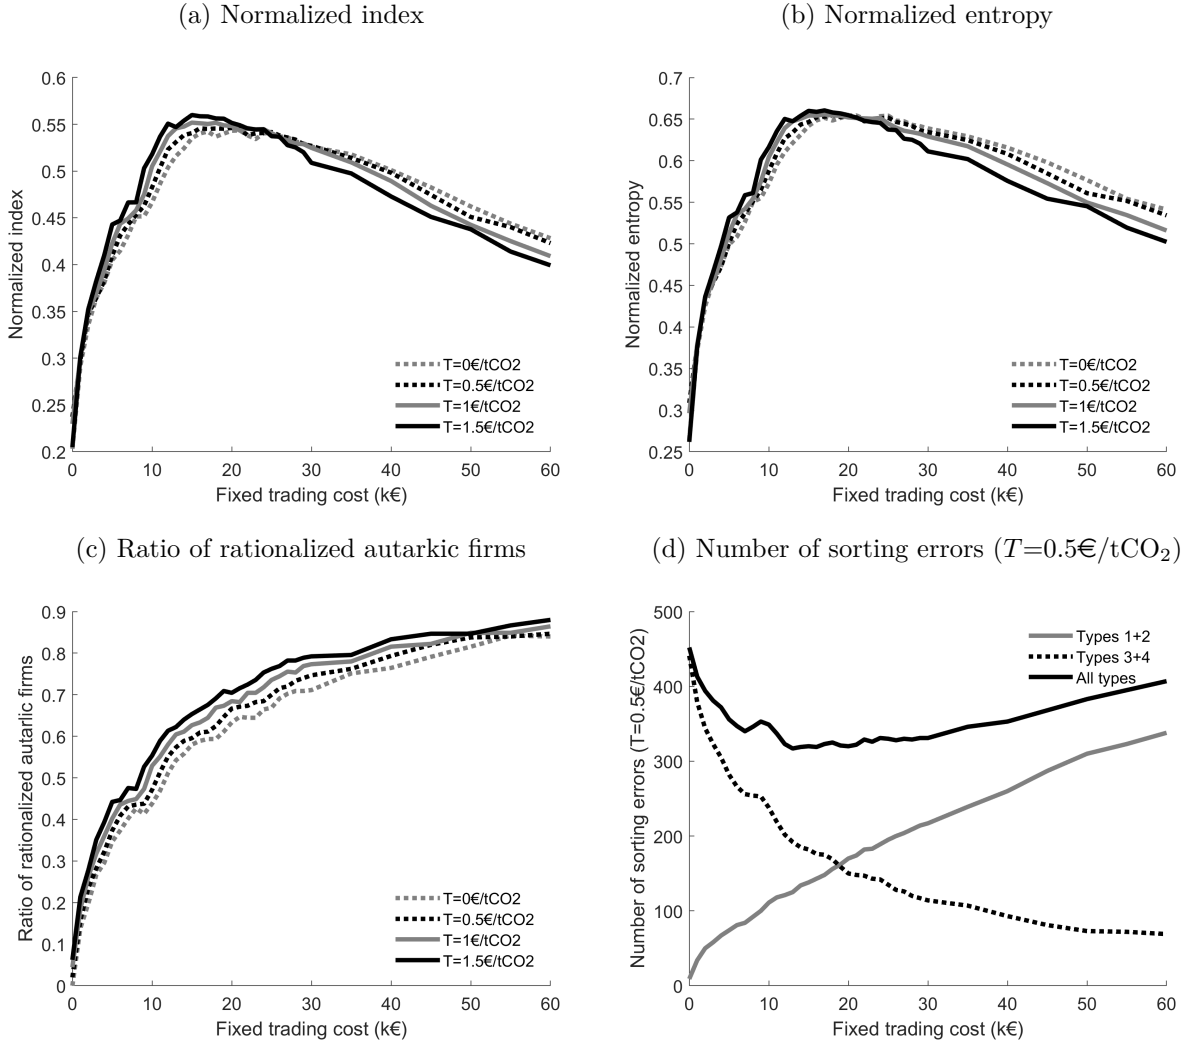 (a) Normalized index
0.6
0.55
0.5
0.45
0.4
0.35
0.3
0.25
0.2
Normalized index
T=0€/tCO2
T=0.5€/tCO2
T=1€/tCO2
T=1.5€/tCO2
0 10 20 30 40 50 60
Fixed trading cost (k€)
(b) Normalized entropy
0.7
0.65
0.6
0.55
0.5
0.45
0.4
0.35
0.3
0.25
Normalized entropy
T=0€/tCO2
T=0.5€/tCO2
T=1€/tCO2
T=1.5€/tCO2
0 10 20 30 40 50 60
Fixed trading cost (k€)
(c) Ratio of rationalized autarkic firms
0.9
0.8
0.7
0.6
0.5
0.4
0.3
0.2
0.1
0
Ratio of rationalized autarkic firms
T=0€/tCO2
T=0.5€/tCO2
T=1€/tCO2
T=1.5€/tCO2
0 10 20 30 40 50 60
Fixed trading cost (k€)
(d) Number of sorting errors (T=0.5€/tCO₂)
500
400
300
200
100
0
Number of sorting errors (T=0.5€/tCO2)
Types 1+2
Types 3+4
All types
0 10 20 30 40 50 60
Fixed trading cost (k€)